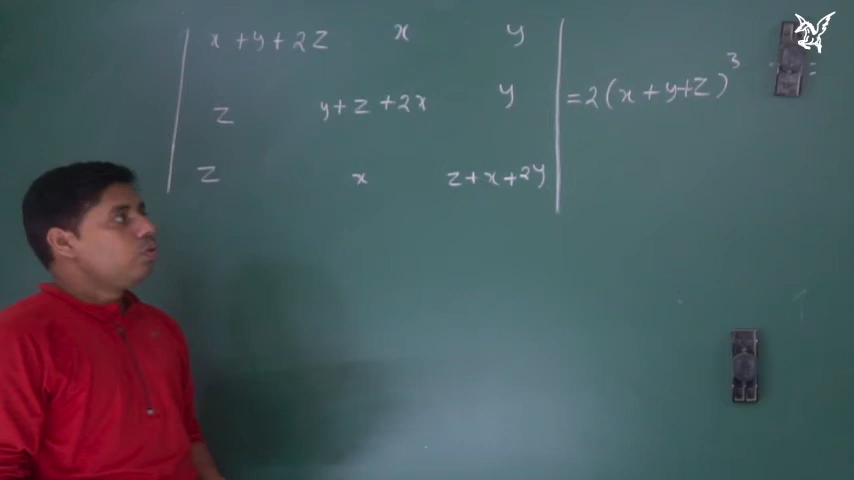 x + y + 2z x y
z y + z + 2x y = 2(x + y + z)³
z x z + x + 2y